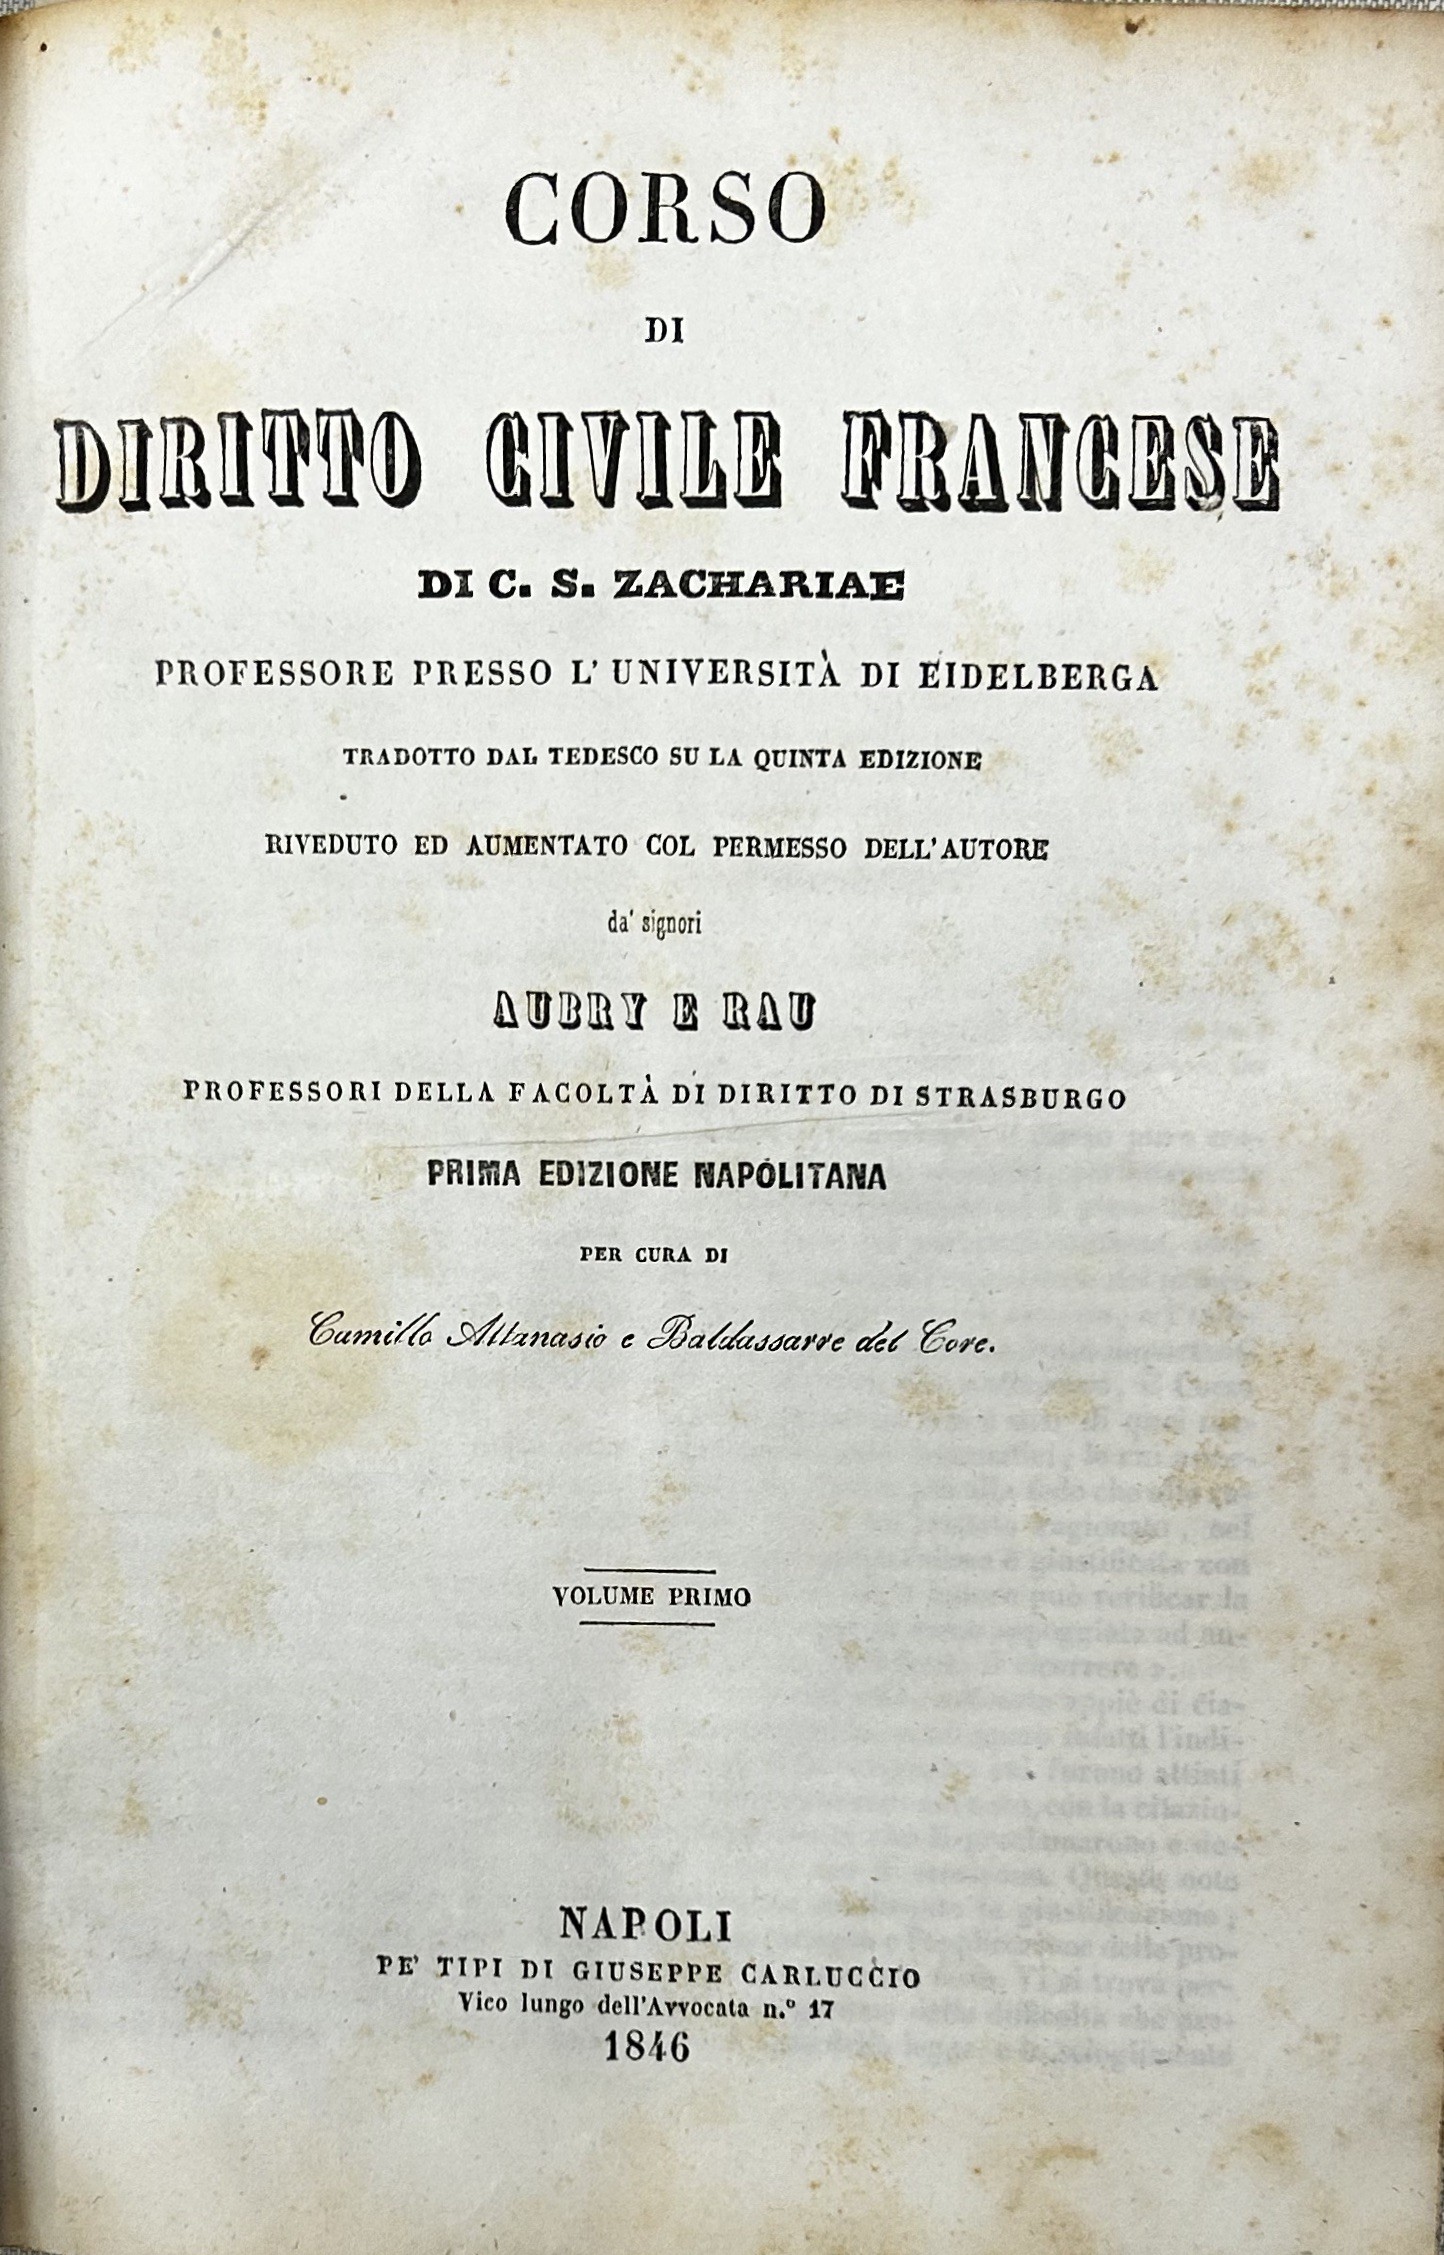 CORSO
DI
DIRITTO CIVILE FRANCESE
DI C. S. ZACHARIAE
PROFESSORE PRESSO L' UNIVERSITÀ DI EIDELBERGA
TRADOTTO DAL TEDESCO SU LA QUINTA EDIZIONE
RIVEDUTO ED AUMENTATO COL PERMESSO DELL'AUTORE
da' signori
AUBRY E RAU
PROFESSORI DELLA FACOLTÀ DI DIRITTO DI STRASBURGO
PRIMA EDIZIONE NAPOLITANA
PER CURA DI
Camillo Attanasio e Baldassarre del Core.
VOLUME PRIMO
NAPOLI
PE' TIPI DI GIUSEPPE CARLUCCIO
Vico lungo dell'Avvocata n.º 17
1846